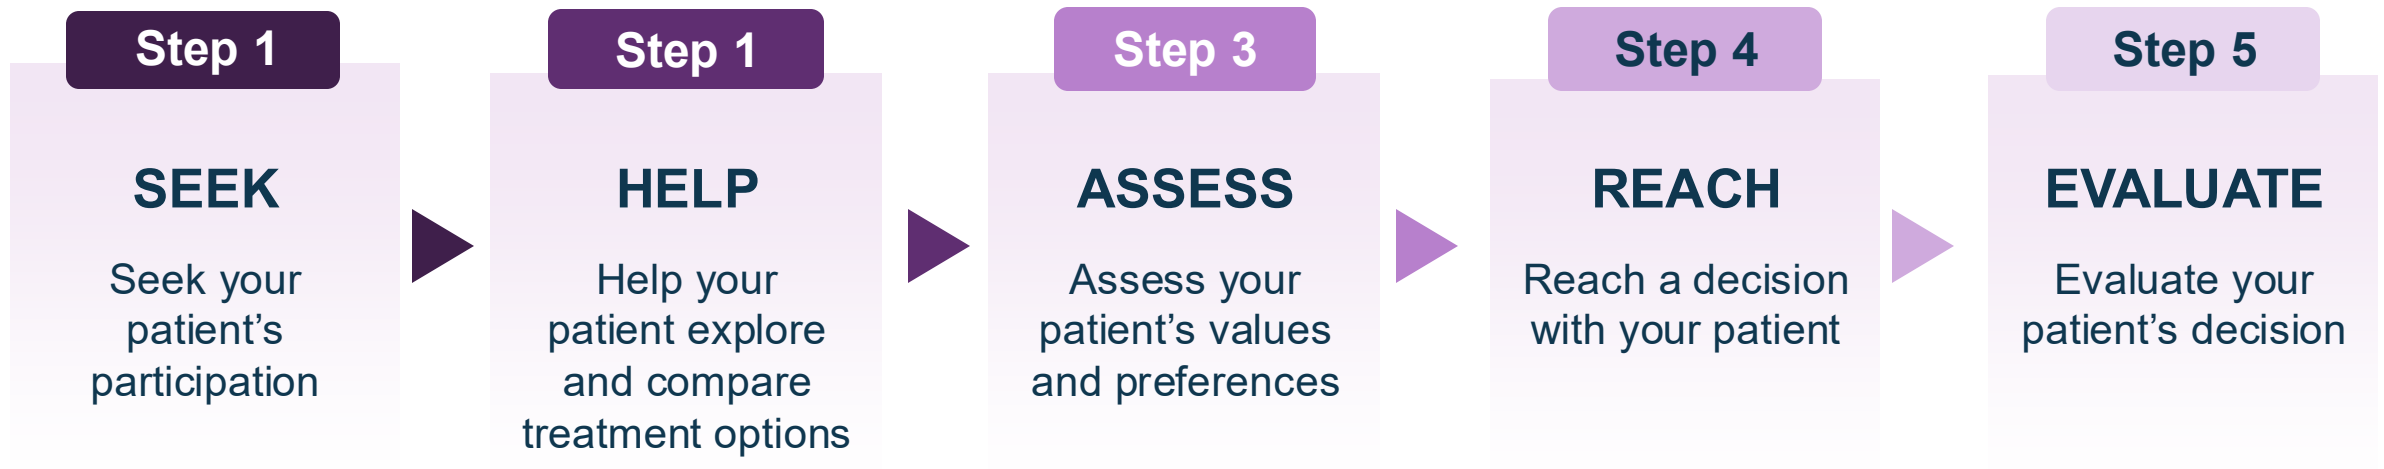 Step 1
SEEK
Seek your
patient’s
participation
Step 1
HELP
Help your
patient explore
and compare
treatment options
Step 3
ASSESS
Assess your
patient’s values
and preferences
Step 4
REACH
Reach a decision
with your patient
Step 5
EVALUATE
Evaluate your
patient’s decision